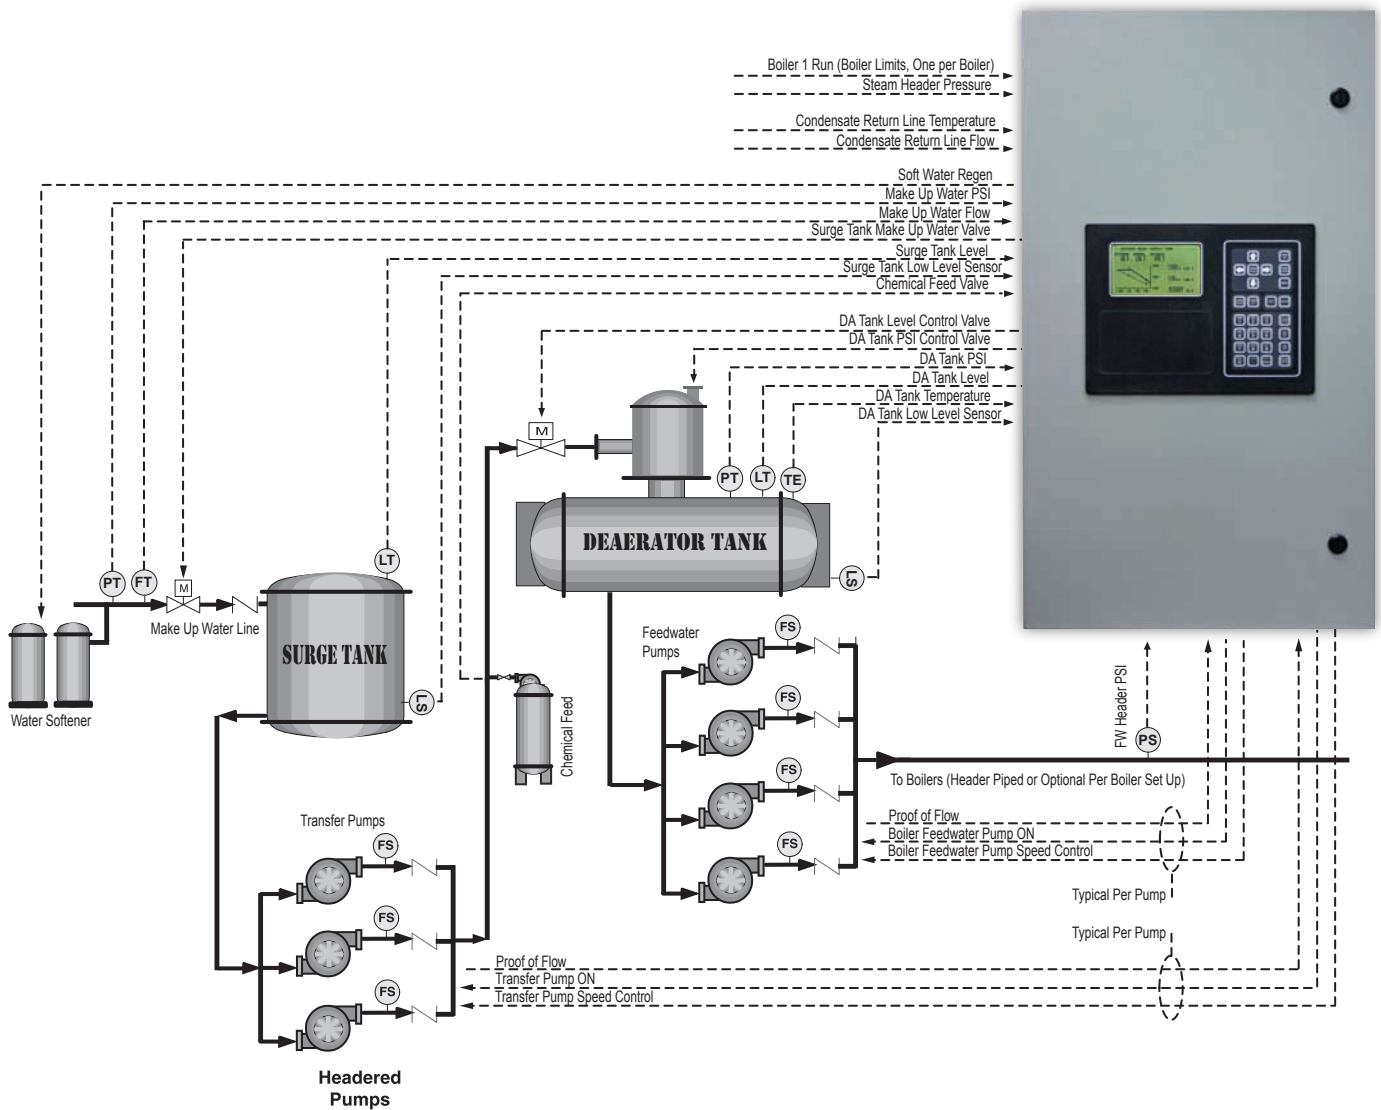 Boiler 1 Run (Boiler Limits, One per Boiler)
Steam Header Pressure
Condensate Return Line Temperature
Condensate Return Line Flow
Soft Water Regen
Make Up Water PSI
Make Up Water Flow
Surge Tank Make Up Water Valve
Surge Tank Level
Surge Tank Low Level Sensor
Chemical Feed Valve
DA Tank Level Control Valve
DA Tank PSI Control Valve
DA Tank PSI
DA Tank Level
DA Tank Temperature
DA Tank Low Level Sensor
M
PT
LT
TE
DEAERATOR TANK
LS
PT
FT
M
LT
Make Up Water Line
SURGE TANK
LS
Water Softener
Chemical Feed
Feedwater
Pumps
FS
FS
FS
FS
FW Header PSI
PS
To Boilers (Header Piped or Optional Per Boiler Set Up)
Proof of Flow
Boiler Feedwater Pump ON
Boiler Feedwater Pump Speed Control
Typical Per Pump
Typical Per Pump
Transfer Pumps
FS
FS
FS
Proof of Flow
Transfer Pump ON
Transfer Pump Speed Control
Headered
Pumps